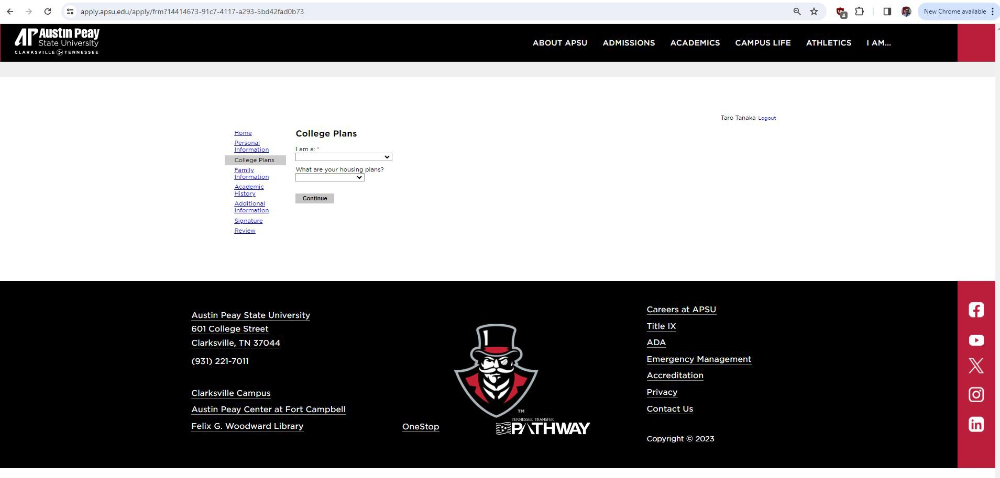 apply.apsu.edu/apply/frm?14414673-91c7-4117-a293-5bd42fad0b73
4
New Chrome available
AP Austin Peay
State University
CLARKSVILLE TENNESSEE
ABOUT APSU ADMISSIONS ACADEMICS CAMPUS LIFE ATHLETICS I AM...
Taro Tanaka Logout
Home
Personal
Information
College Plans
Family
Information
Academic
History
Additional
Information
Signature
Review
College Plans
I am a: *
What are your housing plans?
Continue
Austin Peay State University
601 College Street
Clarksville, TN 37044
(931) 221-7011
Clarksville Campus
Austin Peay Center at Fort Campbell
Felix G. Woodward Library
OneStop
TM
TENNESSEE TRANSFER
PATHWAY
Careers at APSU
Title IX
ADA
Emergency Management
Accreditation
Privacy
Contact Us
Copyright © 2023